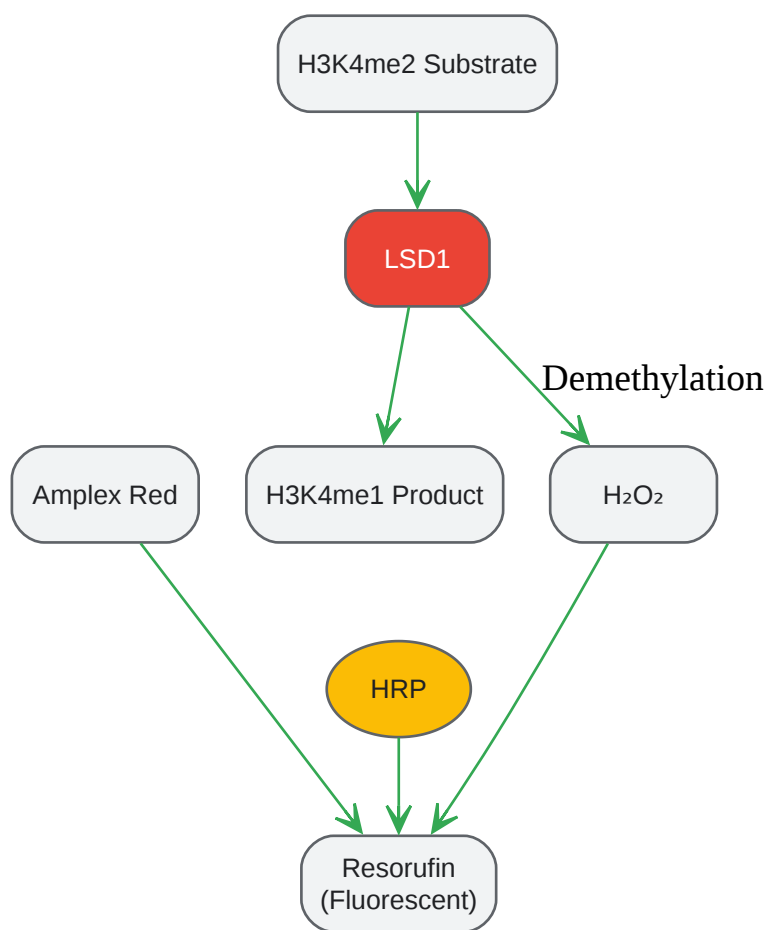 H3K4me2 Substrate
LSD1
Demethylation
Amplex Red
H3K4me1 Product
H₂O₂
HRP
Resorufin
(Fluorescent)